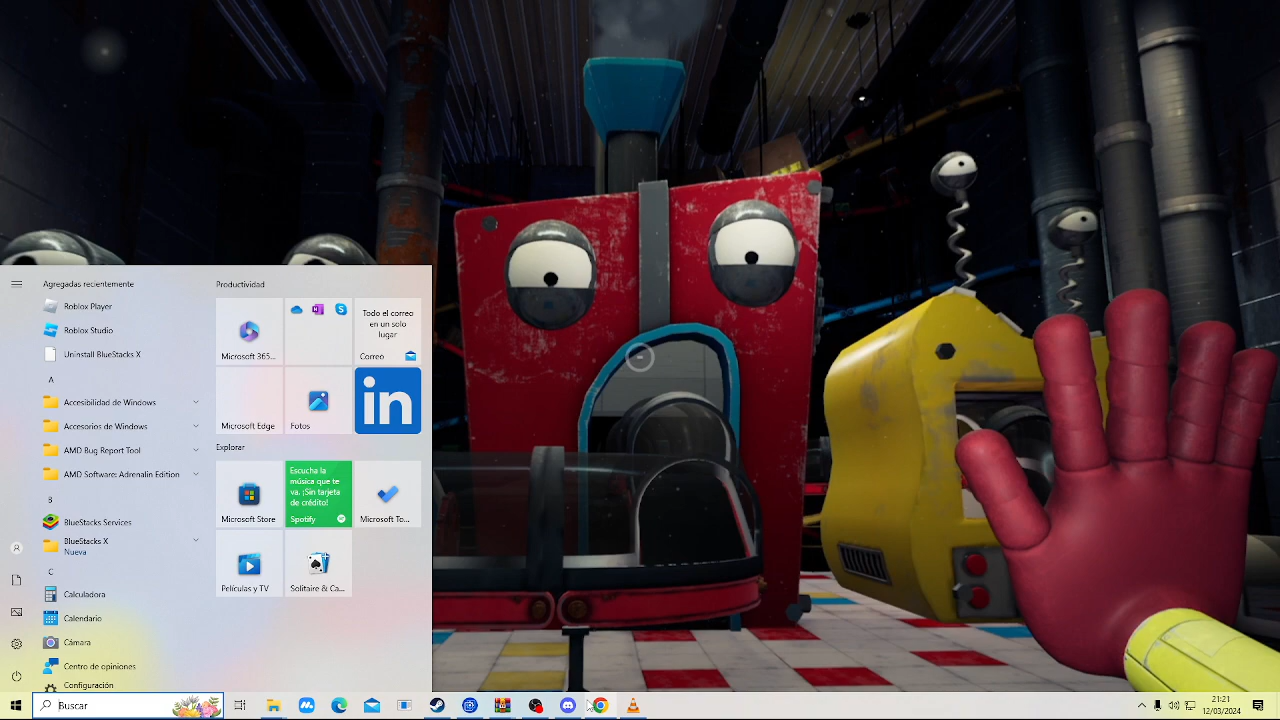 Agregadas recientemente
Roblox Player
Roblox Studio
Uninstall BlueStacks X
A
Accesibilidad de Windows
Accesorios de Windows
AMD Bug Report Tool
AMD Software Adrenalin Edition
B
BlueStacks Services
BlueStacks X
Nueva
C
Calculadora
Calendario
Cámara
Centro de opiniones
Configuración
Productividad
Microsoft 365...
Todo el correo
en un solo
lugar
Correo
Microsoft Edge
Fotos
in
Explorar
Microsoft Store
Escucha la
música que te
va. ¡Sin tarjeta
de crédito!
Spotify
Microsoft To...
Películas y TV
Solitaire & Ca...
Buscar
21:21
12/03/2024